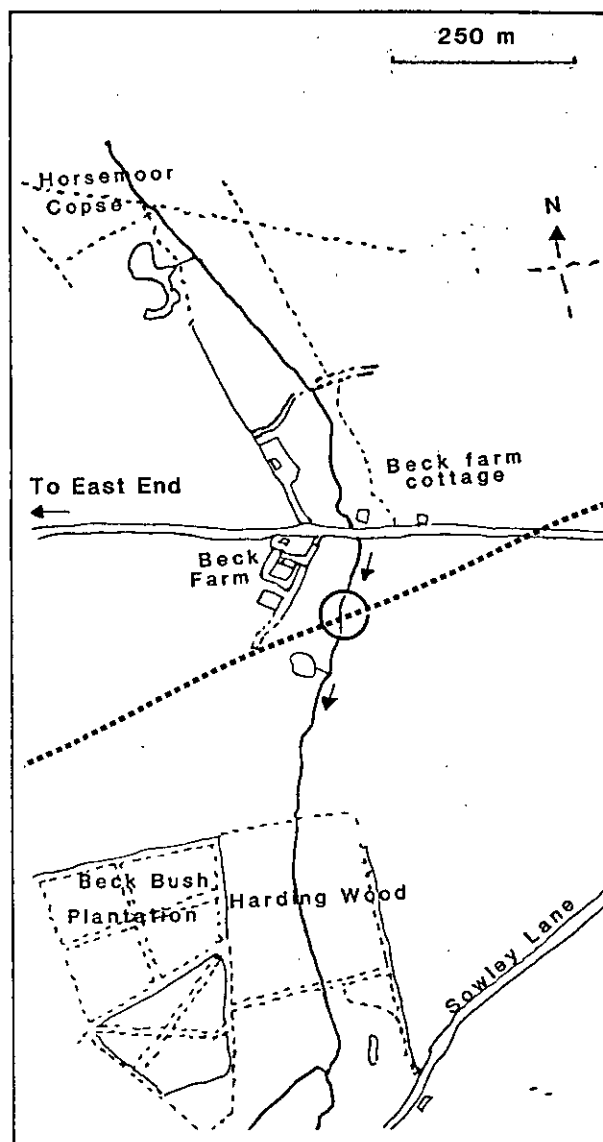 250 m
Horsemoor
Copse
N
Beck farm
cottage
To East End
Beck
Farm
Beck Bush
Plantation
Harding Wood
Sowley Lane